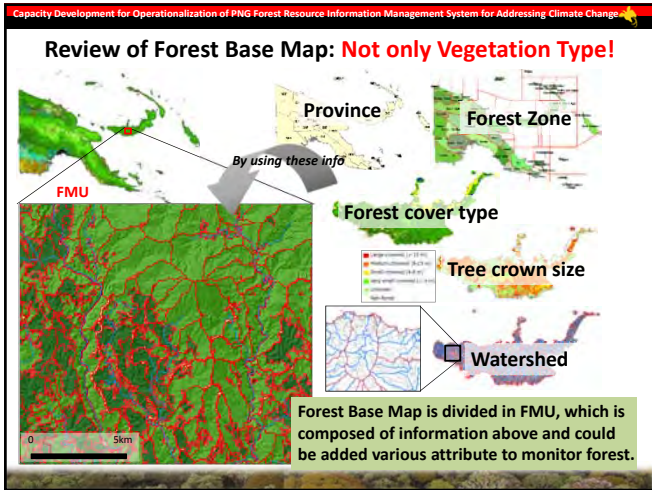 Capacity Development for Operationalization of PNG Forest Resource Information Management System for Addressing Climate Change
Review of Forest Base Map: Not only Vegetation Type!
Province
Forest Zone
By using these info
FMU
Forest cover type
Tree crown size
Watershed
0 5km
Forest Base Map is divided in FMU, which is
composed of information above and could
be added various attribute to monitor forest.